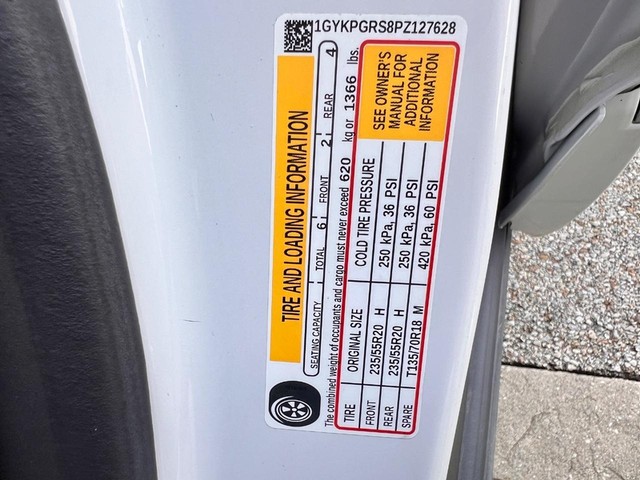 1GYKPGRS8PZ127628
TIRE AND LOADING INFORMATION
SEATING CAPACITY TOTAL 6 FRONT 2 REAR 4
The combined weight of occupants and cargo must never exceed 620 kg or 1366 lbs.
TIRE ORIGINAL SIZE COLD TIRE PRESSURE
FRONT 235/55R20 H 250 kPa, 36 PSI
REAR 235/55R20 H 250 kPa, 36 PSI
SPARE T135/70R18 M 420 kPa, 60 PSI
SEE OWNER'S
MANUAL FOR
ADDITIONAL
INFORMATION